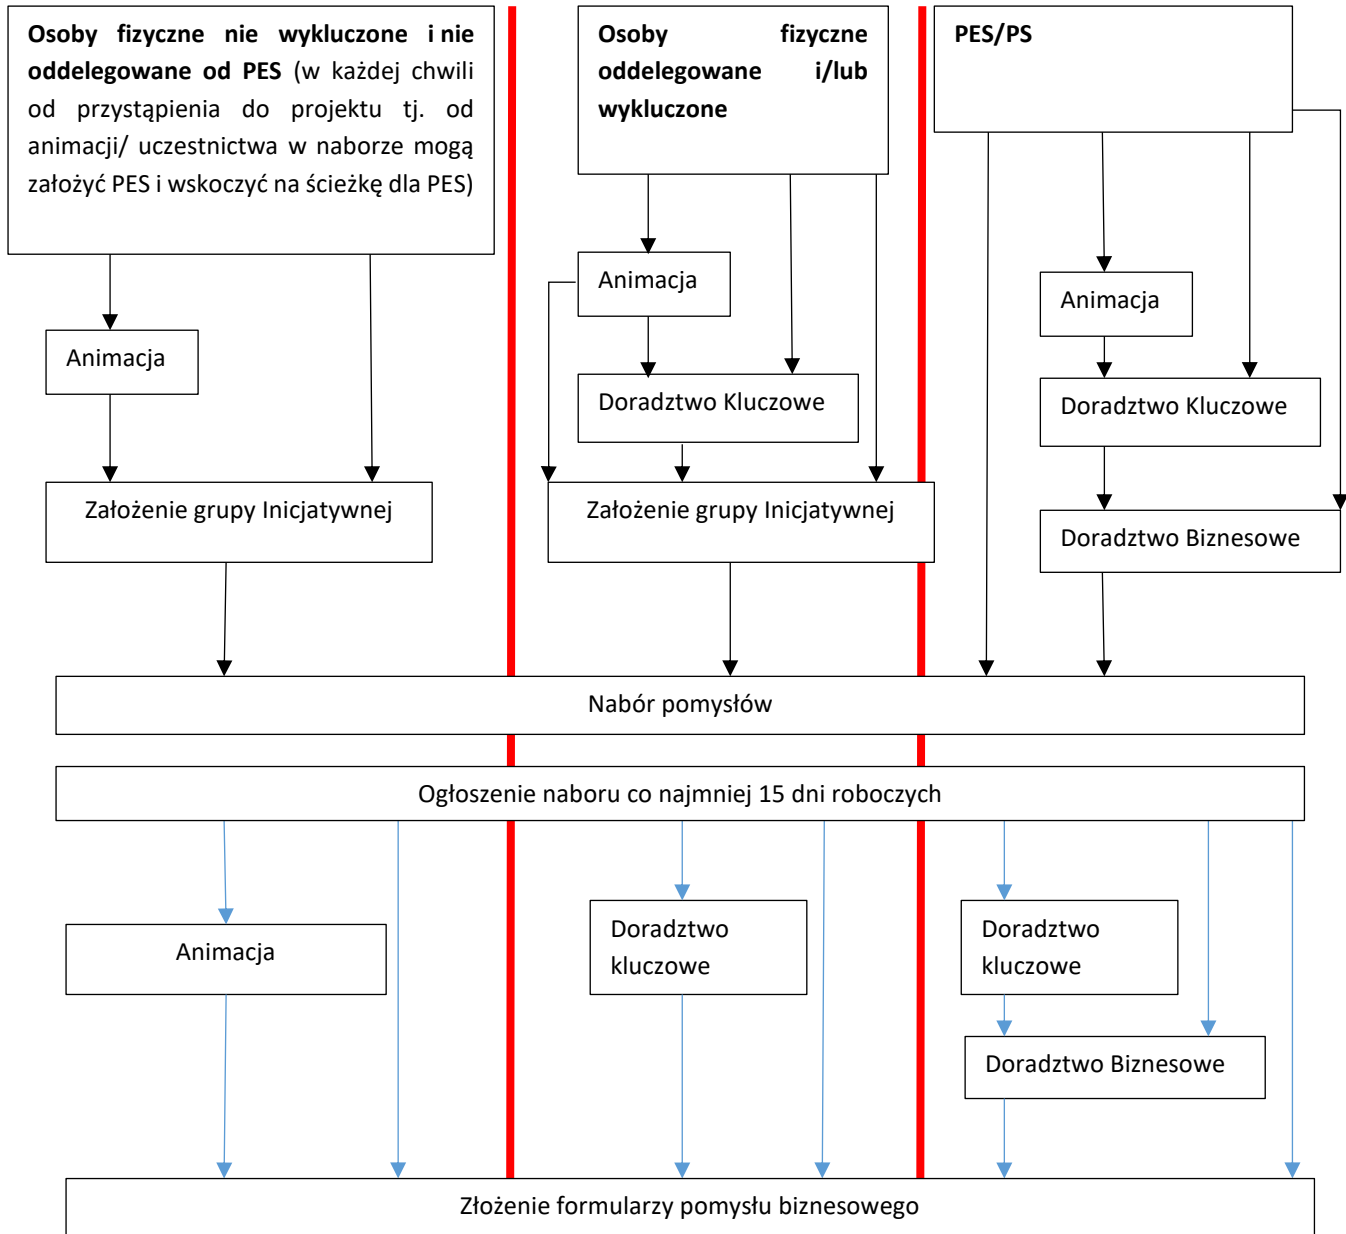 Osoby fizyczne nie wykluczone i nie
oddelegowane od PES (w każdej chwili
od przystąpienia do projektu tj. od
animacji/ uczestnictwa w naborze mogą
założyć PES i wskoczyć na ścieżkę dla PES)
Osoby fizyczne
oddelegowane i/lub
wykluczone
PES/PS
Animacja
Animacja
Animacja
Doradztwo Kluczowe
Doradztwo Kluczowe
Założenie grupy Inicjatywnej
Założenie grupy Inicjatywnej
Doradztwo Biznesowe
Nabór pomysłów
Ogłoszenie naboru co najmniej 15 dni roboczych
Animacja
Doradztwo
kluczowe
Doradztwo
kluczowe
Doradztwo Biznesowe
Złożenie formularzy pomysłu biznesowego